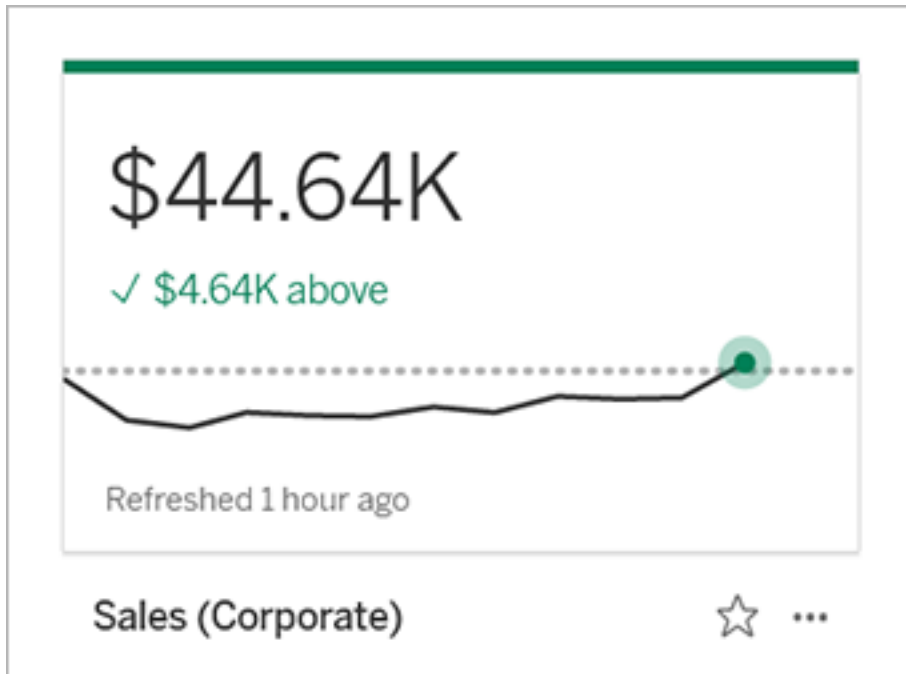 $44.64K
✓ $4.64K above
Refreshed 1 hour ago
Sales (Corporate)